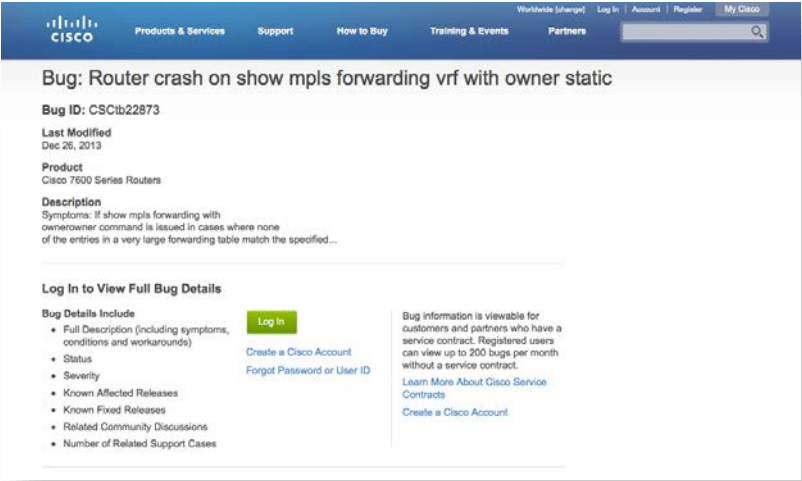 Worldwide [change] Log In | Account | Register My Cisco
CISCO Products & Services Support How to Buy Training & Events Partners
Bug: Router crash on show mpls forwarding vrf with owner static
Bug ID: CSCtb22873
Last Modified
Dec 26, 2013
Product
Cisco 7600 Series Routers
Description
Symptoms: If show mpls forwarding with
ownerowner command is issued in cases where none
of the entries in a very large forwarding table match the specified...
Log In to View Full Bug Details
Bug Details Include
• Full Description (including symptoms,
conditions and workarounds)
• Status
• Severity
• Known Affected Releases
• Known Fixed Releases
• Related Community Discussions
• Number of Related Support Cases
Log In
Create a Cisco Account
Forgot Password or User ID
Bug information is viewable for
customers and partners who have a
service contract. Registered users
can view up to 200 bugs per month
without a service contract.
Learn More About Cisco Service
Contracts
Create a Cisco Account